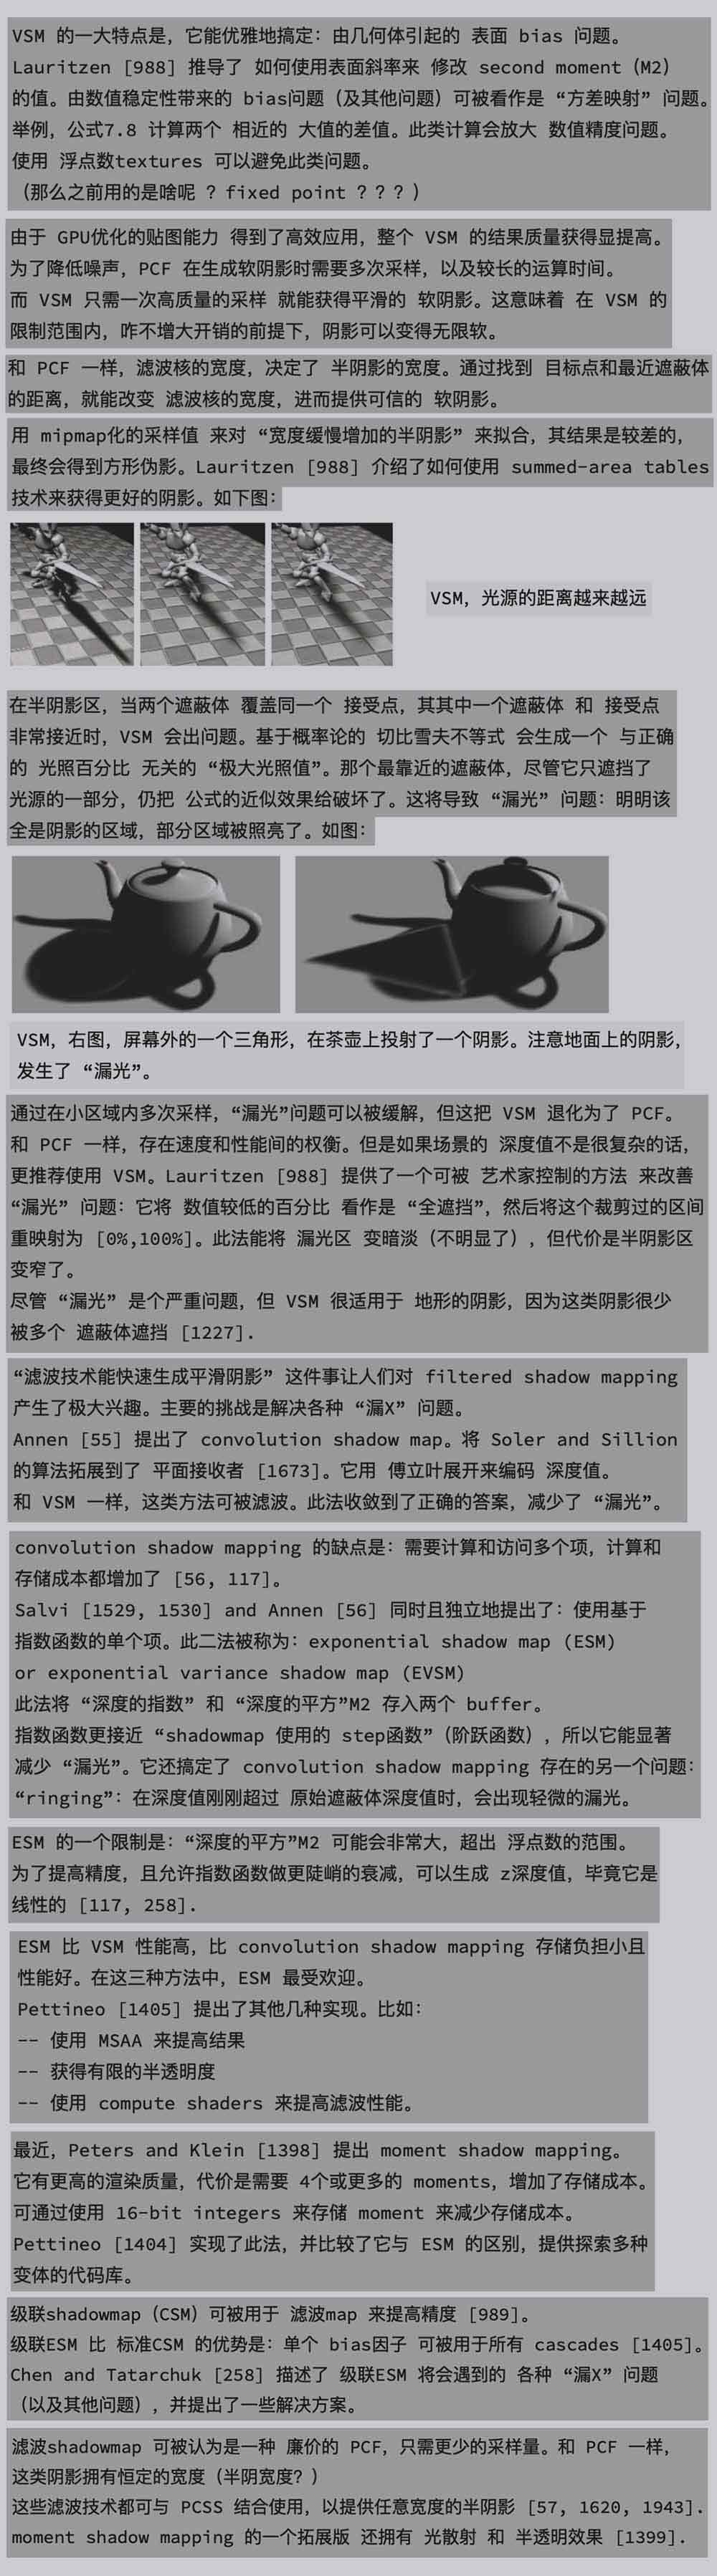 VSM 的一大特点是，它能优雅地搞定：由几何体引起的 表面 bias 问题。
Lauritzen [988] 推导了 如何使用表面斜率来 修改 second moment（M2）
的值。由数值稳定性带来的 bias问题（及其他问题）可被看作是 “方差映射” 问题。
举例，公式7.8 计算两个 相近的 大值的差值。此类计算会放大 数值精度问题。
使用 浮点数textures 可以避免此类问题。
（那么之前用的是啥呢 ? fixed point ? ? ? ）
由于 GPU优化的贴图能力 得到了高效应用，整个 VSM 的结果质量获得显提高。
为了降低噪声，PCF 在生成软阴影时需要多次采样，以及较长的运算时间。
而 VSM 只需一次高质量的采样 就能获得平滑的 软阴影。这意味着 在 VSM 的
限制范围内，咋不增大开销的前提下，阴影可以变得无限软。
和 PCF 一样，滤波核的宽度，决定了 半阴影的宽度。通过找到 目标点和最近遮蔽体
的距离，就能改变 滤波核的宽度，进而提供可信的 软阴影。
用 mipmap化的采样值 来对 “宽度缓慢增加的半阴影” 来拟合，其结果是较差的，
最终会得到方形伪影。Lauritzen [988] 介绍了如何使用 summed-area tables
技术来获得更好的阴影。如下图：
VSM，光源的距离越来越远
在半阴影区，当两个遮蔽体 覆盖同一个 接受点，其其中一个遮蔽体 和 接受点
非常接近时，VSM 会出问题。基于概率论的 切比雪夫不等式 会生成一个 与正确
的 光照百分比 无关的 “极大光照值”。那个最靠近的遮蔽体，尽管它只遮挡了
光源的一部分，仍把 公式的近似效果给破坏了。这将导致 “漏光” 问题：明明该
全是阴影的区域，部分区域被照亮了。如图：
VSM，右图，屏幕外的一个三角形，在茶壶上投射了一个阴影。注意地面上的阴影，
发生了 “漏光”。
通过在小区域内多次采样，“漏光”问题可以被缓解，但这把 VSM 退化为了 PCF。
和 PCF 一样，存在速度和性能间的权衡。但是如果场景的 深度值不是很复杂的话，
更推荐使用 VSM。Lauritzen [988] 提供了一个可被 艺术家控制的方法 来改善
“漏光” 问题：它将 数值较低的百分比 看作是 “全遮挡”，然后将这个裁剪过的区间
重映射为 [0%,100%]。此法能将 漏光区 变暗淡（不明显了），但代价是半阴影区
变窄了。
尽管 “漏光” 是个严重问题，但 VSM 很适用于 地形的阴影，因为这类阴影很少
被多个 遮蔽体遮挡 [1227].
“滤波技术能快速生成平滑阴影” 这件事让人们对 filtered shadow mapping
产生了极大兴趣。主要的挑战是解决各种 “漏X” 问题。
Annen [55] 提出了 convolution shadow map。将 Soler and Sillion
的算法拓展到了 平面接收者 [1673]。它用 傅立叶展开来编码 深度值。
和 VSM 一样，这类方法可被滤波。此法收敛到了正确的答案，减少了 “漏光”。
convolution shadow mapping 的缺点是：需要计算和访问多个项，计算和
存储成本都增加了 [56, 117]。
Salvi [1529, 1530] and Annen [56] 同时且独立地提出了：使用基于
指数函数的单个项。此二法被称为：exponential shadow map (ESM)
or exponential variance shadow map (EVSM)
此法将 “深度的指数” 和 “深度的平方”M2 存入两个 buffer。
指数函数更接近 “shadowmap 使用的 step函数”（阶跃函数），所以它能显著
减少 “漏光”。它还搞定了 convolution shadow mapping 存在的另一个问题：
“ringing”：在深度值刚刚超过 原始遮蔽体深度值时，会出现轻微的漏光。
ESM 的一个限制是：“深度的平方”M2 可能会非常大，超出 浮点数的范围。
为了提高精度，且允许指数函数做更陡峭的衰减，可以生成 z深度值，毕竟它是
线性的 [117, 258].
ESM 比 VSM 性能高，比 convolution shadow mapping 存储负担小且
性能好。在这三种方法中，ESM 最受欢迎。
Pettineo [1405] 提出了其他几种实现。比如：
-- 使用 MSAA 来提高结果
-- 获得有限的半透明度
-- 使用 compute shaders 来提高滤波性能。
最近，Peters and Klein [1398] 提出 moment shadow mapping。
它有更高的渲染质量，代价是需要 4个或更多的 moments，增加了存储成本。
可通过使用 16-bit integers 来存储 moment 来减少存储成本。
Pettineo [1404] 实现了此法，并比较了它与 ESM 的区别，提供探索多种
变体的代码库。
级联shadowmap（CSM）可被用于 滤波map 来提高精度 [989]。
级联ESM 比 标准CSM 的优势是：单个 bias因子 可被用于所有 cascades [1405]。
Chen and Tatarchuk [258] 描述了 级联ESM 将会遇到的 各种 “漏X” 问题
（以及其他问题），并提出了一些解决方案。
滤波shadowmap 可被认为是一种 廉价的 PCF，只需更少的采样量。和 PCF 一样，
这类阴影拥有恒定的宽度（半阴宽度？）
这些滤波技术都可与 PCSS 结合使用，以提供任意宽度的半阴影 [57, 1620, 1943].
moment shadow mapping 的一个拓展版 还拥有 光散射 和 半透明效果 [1399].